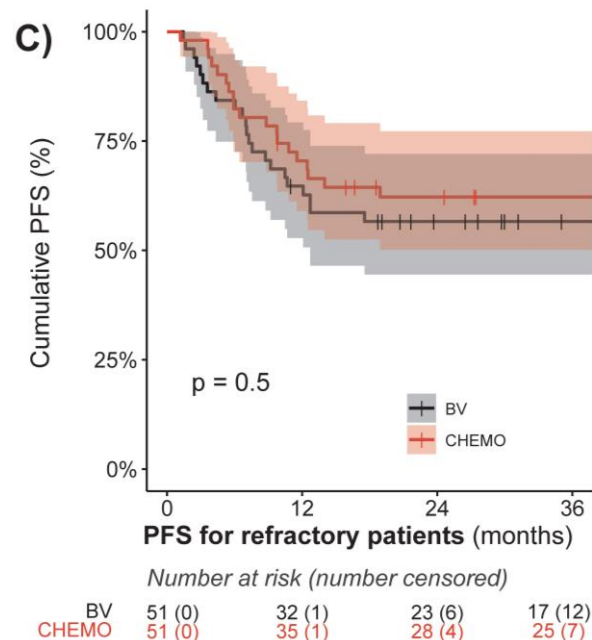 C)
Cumulative PFS (%)
100%
75%
50%
25%
0%
p = 0.5
BV
CHEMO
0 12 24 36
PFS for refractory patients (months)
Number at risk (number censored)
BV 51 (0) 32 (1) 23 (6) 17 (12)
CHEMO 51 (0) 35 (1) 28 (4) 25 (7)